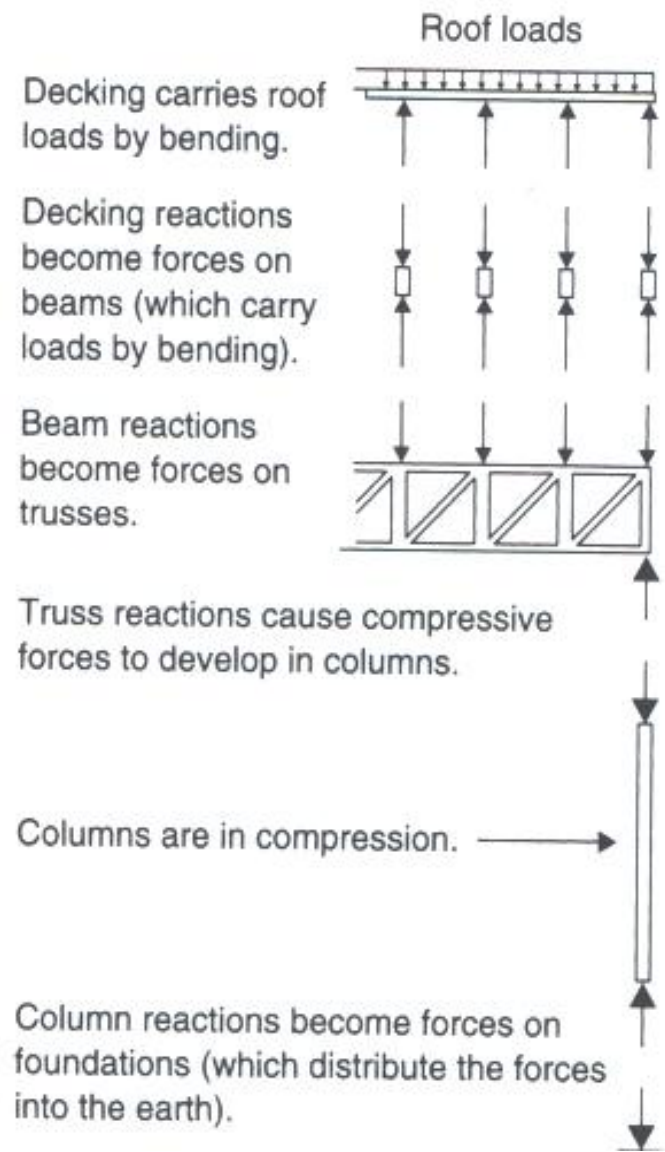 Roof loads
Decking carries roof
loads by bending.
Decking reactions
become forces on
beams (which carry
loads by bending).
Beam reactions
become forces on
trusses.
Truss reactions cause compressive
forces to develop in columns.
Columns are in compression.
Column reactions become forces on
foundations (which distribute the forces
into the earth).